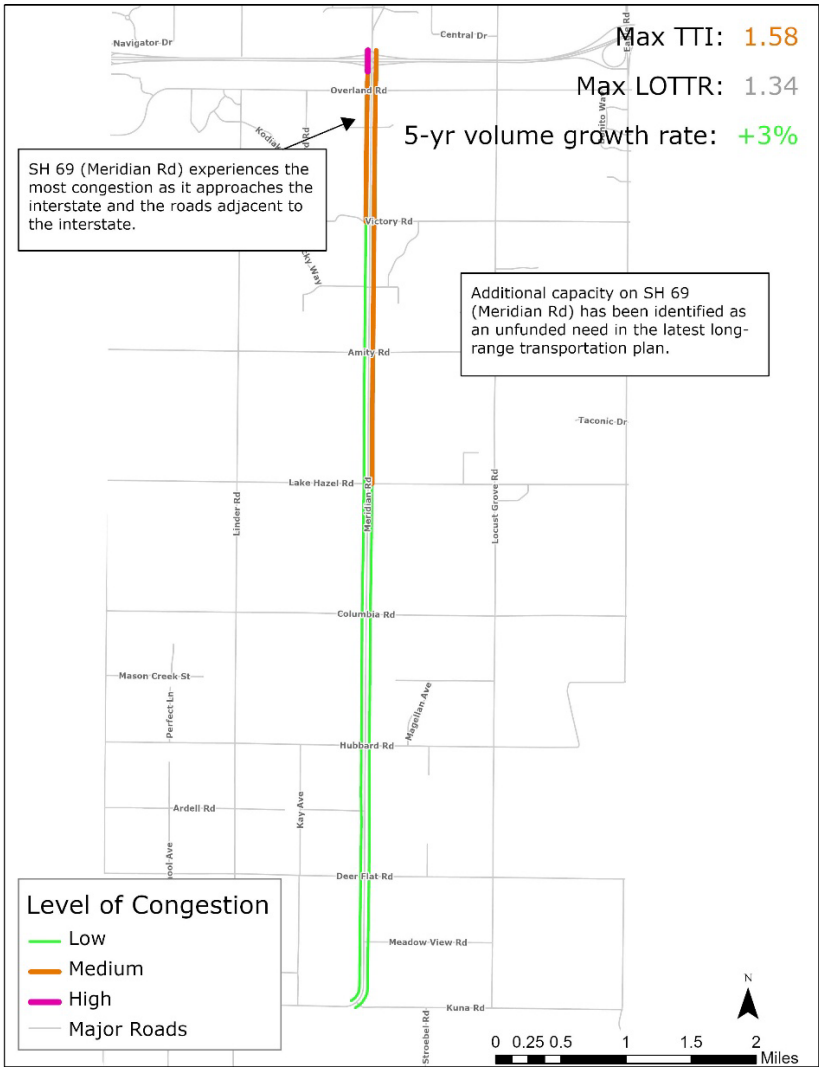 Navigator Dr
Central Dr
Eagle Rd
Max TTI: 1.58
Max LOTTR: 1.34
Overland Rd
5-yr volume growth rate: +3%
SH 69 (Meridian Rd) experiences the
most congestion as it approaches the
interstate and the roads adjacent to
the interstate.
Victory Rd
Additional capacity on SH 69
(Meridian Rd) has been identified as
an unfunded need in the latest long-
range transportation plan.
Amity Rd
Taconic Dr
Lake Hazel Rd
Meridian Rd
Linder Rd
Locust Grove Rd
Columbia Rd
Mason Creek St
Perfect Ln
Magellan Ave
Hubbard Rd
Ardell Rd
Kay Ave
Deer Flat Rd
Level of Congestion
Low
Medium
High
Major Roads
Meadow View Rd
Kuna Rd
Stroebel Rd
N
0 0.25 0.5 1 1.5 2
Miles